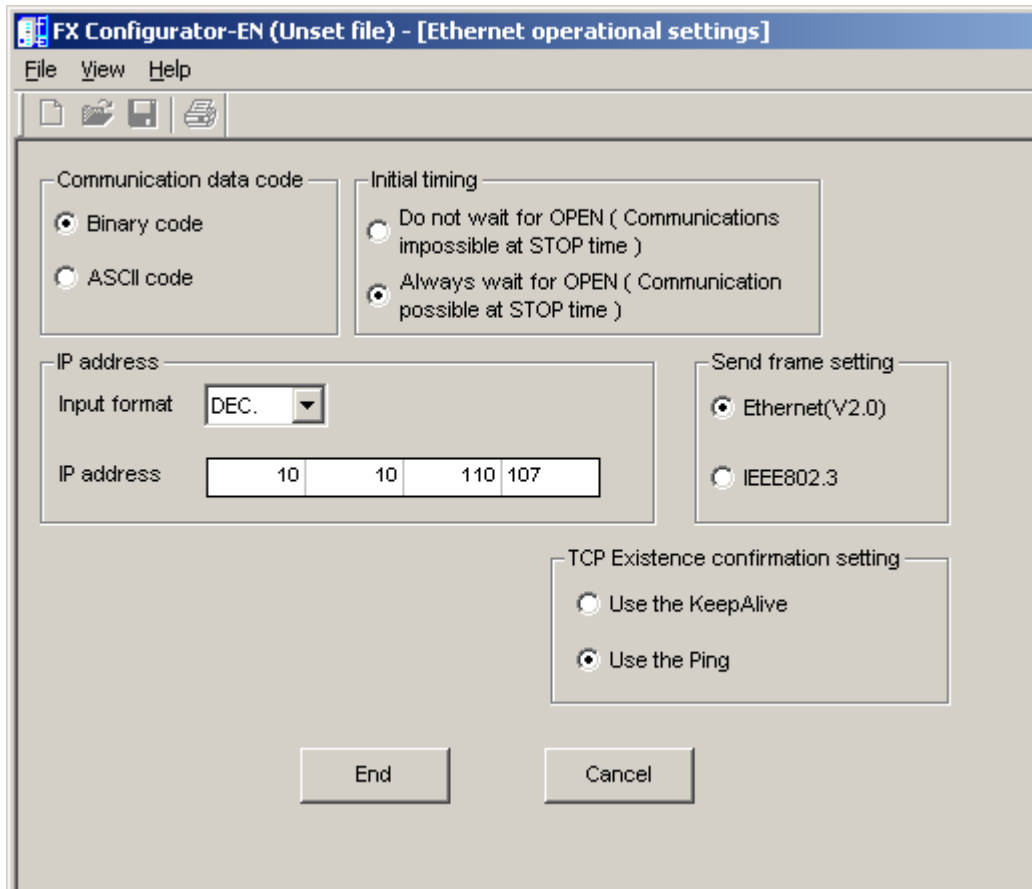 FX Configurator-EN (Unset file) - [Ethernet operational settings]
File View Help
Communication data code
Binary code
ASCII code
Initial timing
Do not wait for OPEN ( Communications
impossible at STOP time )
Always wait for OPEN ( Communication
possible at STOP time )
IP address
Input format DEC.
IP address 10 10 110 107
Send frame setting
Ethernet(V2.0)
IEEE802.3
TCP Existence confirmation setting
Use the KeepAlive
Use the Ping
End Cancel